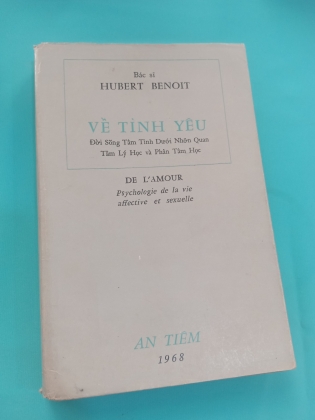 Bác sĩ
HUBERT BENOIT
VỀ TÌNH YÊU
Đời Sống Tâm Tình Dưới Nhãn Quan
Tâm Lý Học và Phân Tâm Học
DE L'AMOUR
Psychologie de la vie
affective et sexuelle
AN TIÊM
1968